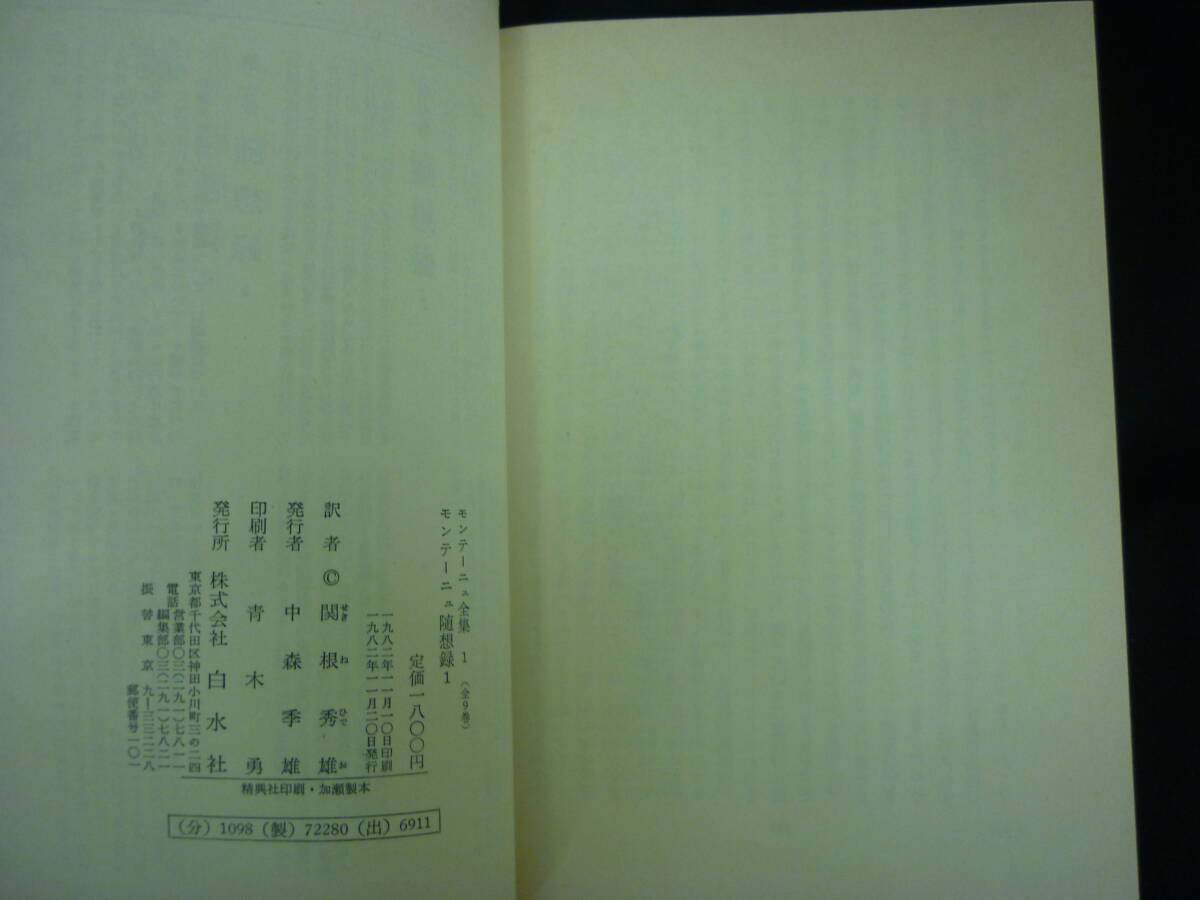 モンテーニュ全集 1 (全9巻)
モンテーニュ随想録1
定価一八〇〇円
一九八二年一一月一〇日印刷
一九八二年一一月二〇日発行
訳者 © 関根秀雄
せき ね ひで お
発行者 中森季雄
印刷者 青木勇
発行所 株式会社 白水社
東京都千代田区神田小川町三の二四
電話 営業部〇三(二九一)七八一一
編集部〇三(二九一)七八二一
振替東京九―三三二二八
郵便番号一〇一
精興社印刷・加瀬製本
(分) 1098 (製) 72280 (出) 6911